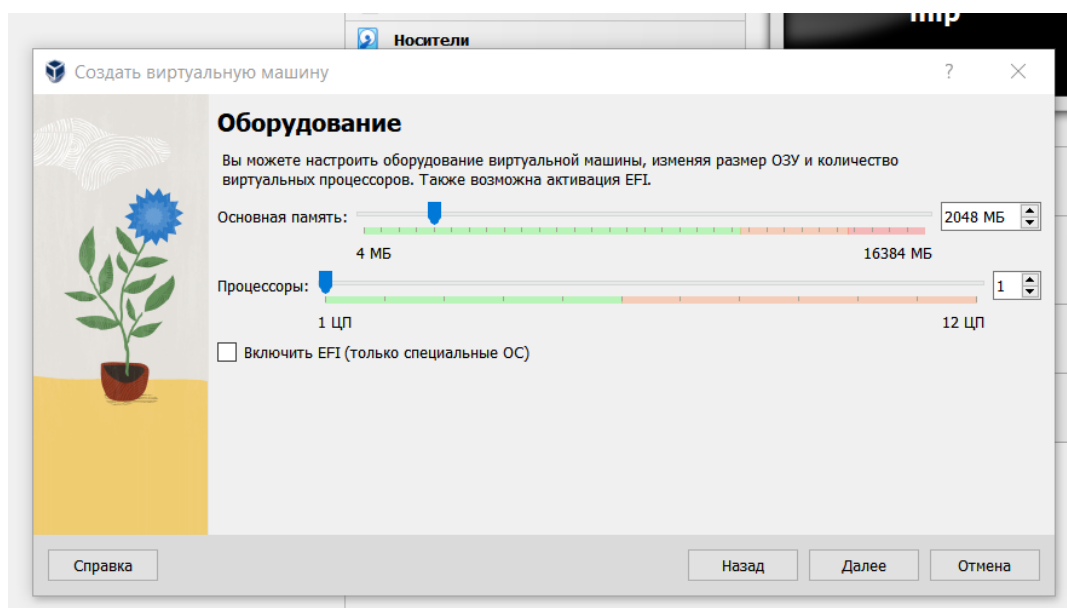 Носители
Создать виртуальную машину
?
Оборудование
Вы можете настроить оборудование виртуальной машины, изменяя размер ОЗУ и количество
виртуальных процессоров. Также возможна активация EFI.
Основная память:
2048 МБ
4 МБ
16384 МБ
Процессоры:
1
1 ЦП
12 ЦП
Включить EFI (только специальные ОС)
Справка
Назад
Далее
Отмена